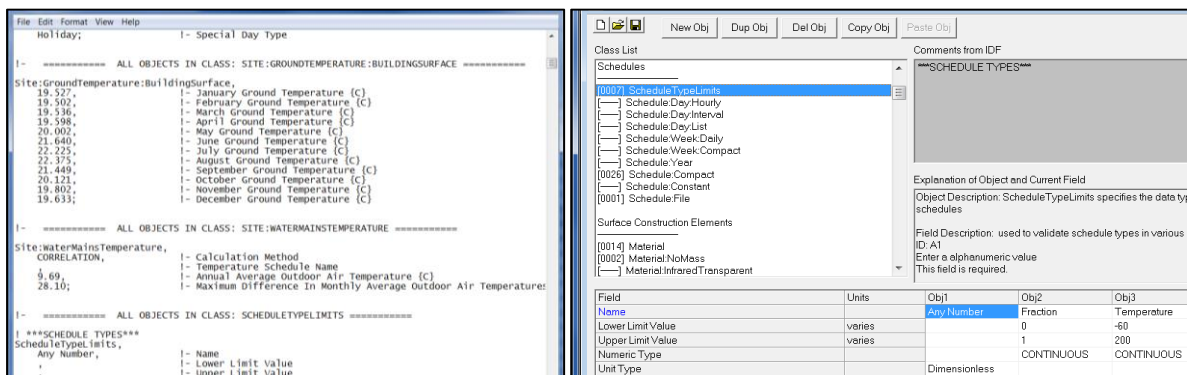 File Edit Format View Help
Holiday; !- Special Day Type
!- =========== ALL OBJECTS IN CLASS: SITE:GROUNDTEMPERATURE:BUILDINGSURFACE ===========
Site:GroundTemperature:BuildingSurface,
19.527, !- January Ground Temperature {C}
19.502, !- February Ground Temperature {C}
19.536, !- March Ground Temperature {C}
19.598, !- April Ground Temperature {C}
20.002, !- May Ground Temperature {C}
21.640, !- June Ground Temperature {C}
22.225, !- July Ground Temperature {C}
22.375, !- August Ground Temperature {C}
21.449, !- September Ground Temperature {C}
20.121, !- October Ground Temperature {C}
19.802, !- November Ground Temperature {C}
19.633; !- December Ground Temperature {C}
!- =========== ALL OBJECTS IN CLASS: SITE:WATERMAINSTEMPERATURE ===========
Site:WaterMainsTemperature,
CORRELATION, !- Calculation Method
, !- Temperature Schedule Name
9.69, !- Annual Average Outdoor Air Temperature {C}
28.10; !- Maximum Difference In Monthly Average Outdoor Air Temperatures
!- =========== ALL OBJECTS IN CLASS: SCHEDULETYPELIMITS ===========
! ***SCHEDULE TYPES***
ScheduleTypeLimits,
Any Number, !- Name
, !- Lower Limit Value
, !- Upper Limit Value
New Obj Dup Obj Del Obj Copy Obj Paste Obj
Class List
Schedules
[0007] ScheduleTypeLimits
[------] Schedule:Day:Hourly
[------] Schedule:Day:Interval
[------] Schedule:Day:List
[------] Schedule:Week:Daily
[------] Schedule:Week:Compact
[------] Schedule:Year
[0026] Schedule:Compact
[------] Schedule:Constant
[0001] Schedule:File
Surface Construction Elements
[0014] Material
[0002] Material:NoMass
[------] Material:InfraredTransparent
Comments from IDF
***SCHEDULE TYPES***
Explanation of Object and Current Field
Object Description: ScheduleTypeLimits specifies the data typ
schedules
Field Description: used to validate schedule types in various
ID: A1
Enter a alphanumeric value
This field is required.
Field Units Obj1 Obj2 Obj3
Name Any Number Fraction Temperature
Lower Limit Value varies 0 -60
Upper Limit Value varies 1 200
Numeric Type CONTINUOUS CONTINUOUS
Unit Type Dimensionless